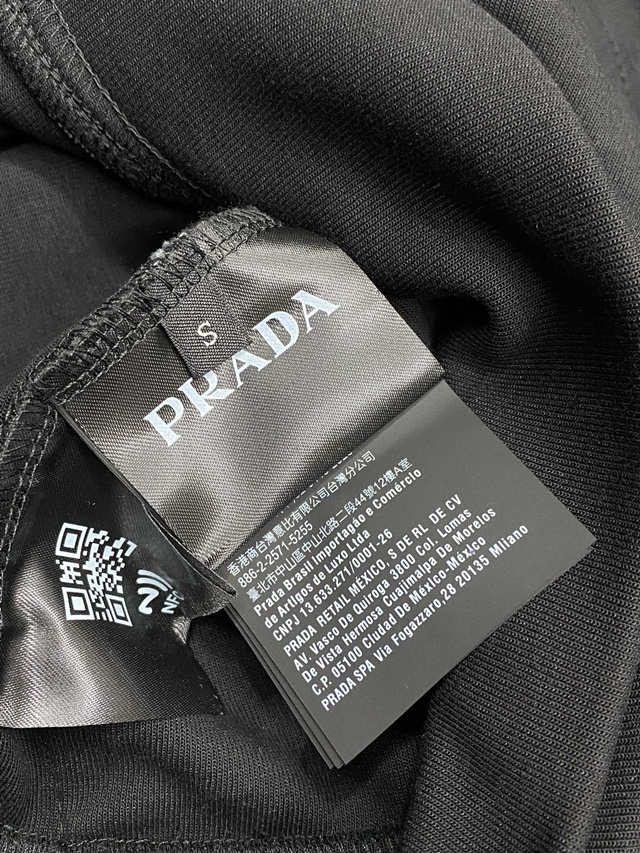 S
PRADA
香港商台灣意比有限公司台灣分公司
886-2-2571-5255
臺北市中山區中山北路二段44號12樓A室
Prada Brasil Importação e Comércio
de Artigos de Luxo Ltda
CNPJ 13.633.271/0001-26
PRADA RETAIL MÉXICO, S DE RL DE CV
AV. Vasco De Quiroga 3800 Col. Lomas
De Vista Hermosa Cuajimalpa De Morelos
C.P. 05100 Ciudad De México-México
PRADA SPA Via Fogazzaro,28 20135 Milano